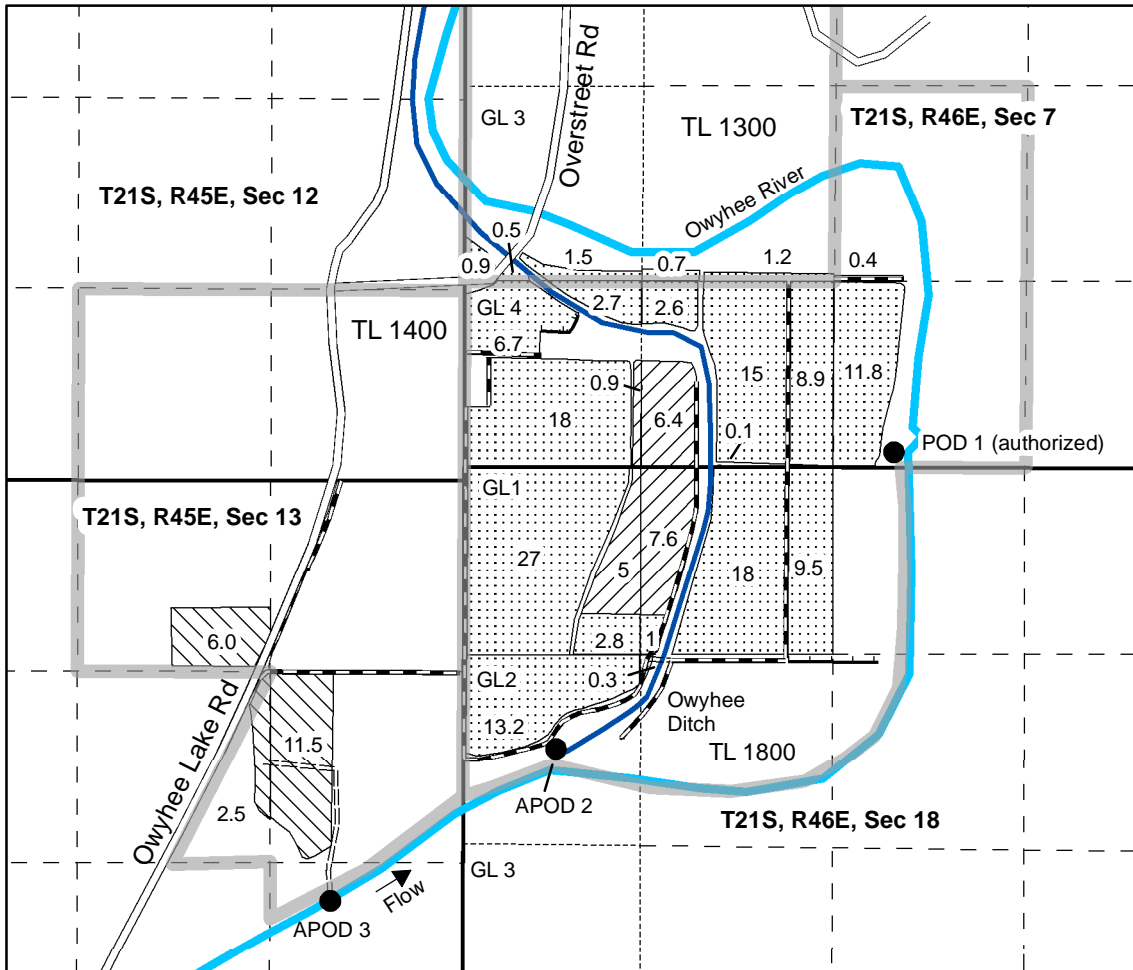 Overstreet Rd
GL 3
TL 1300
T21S, R46E, Sec 7
T21S, R45E, Sec 12
Owyhee River
0.5
0.9
1.5
0.7
1.2
0.4
GL 4
2.7
2.6
TL 1400
6.7
0.9
15
8.9
11.8
18
6.4
0.1
POD 1 (authorized)
GL1
T21S, R45E, Sec 13
7.6
27
5
18
9.5
6.0
2.8
1
0.3
GL2
Owyhee
Ditch
13.2
TL 1800
11.5
Owyhee Lake Rd
APOD 2
2.5
T21S, R46E, Sec 18
GL 3
Flow
APOD 3